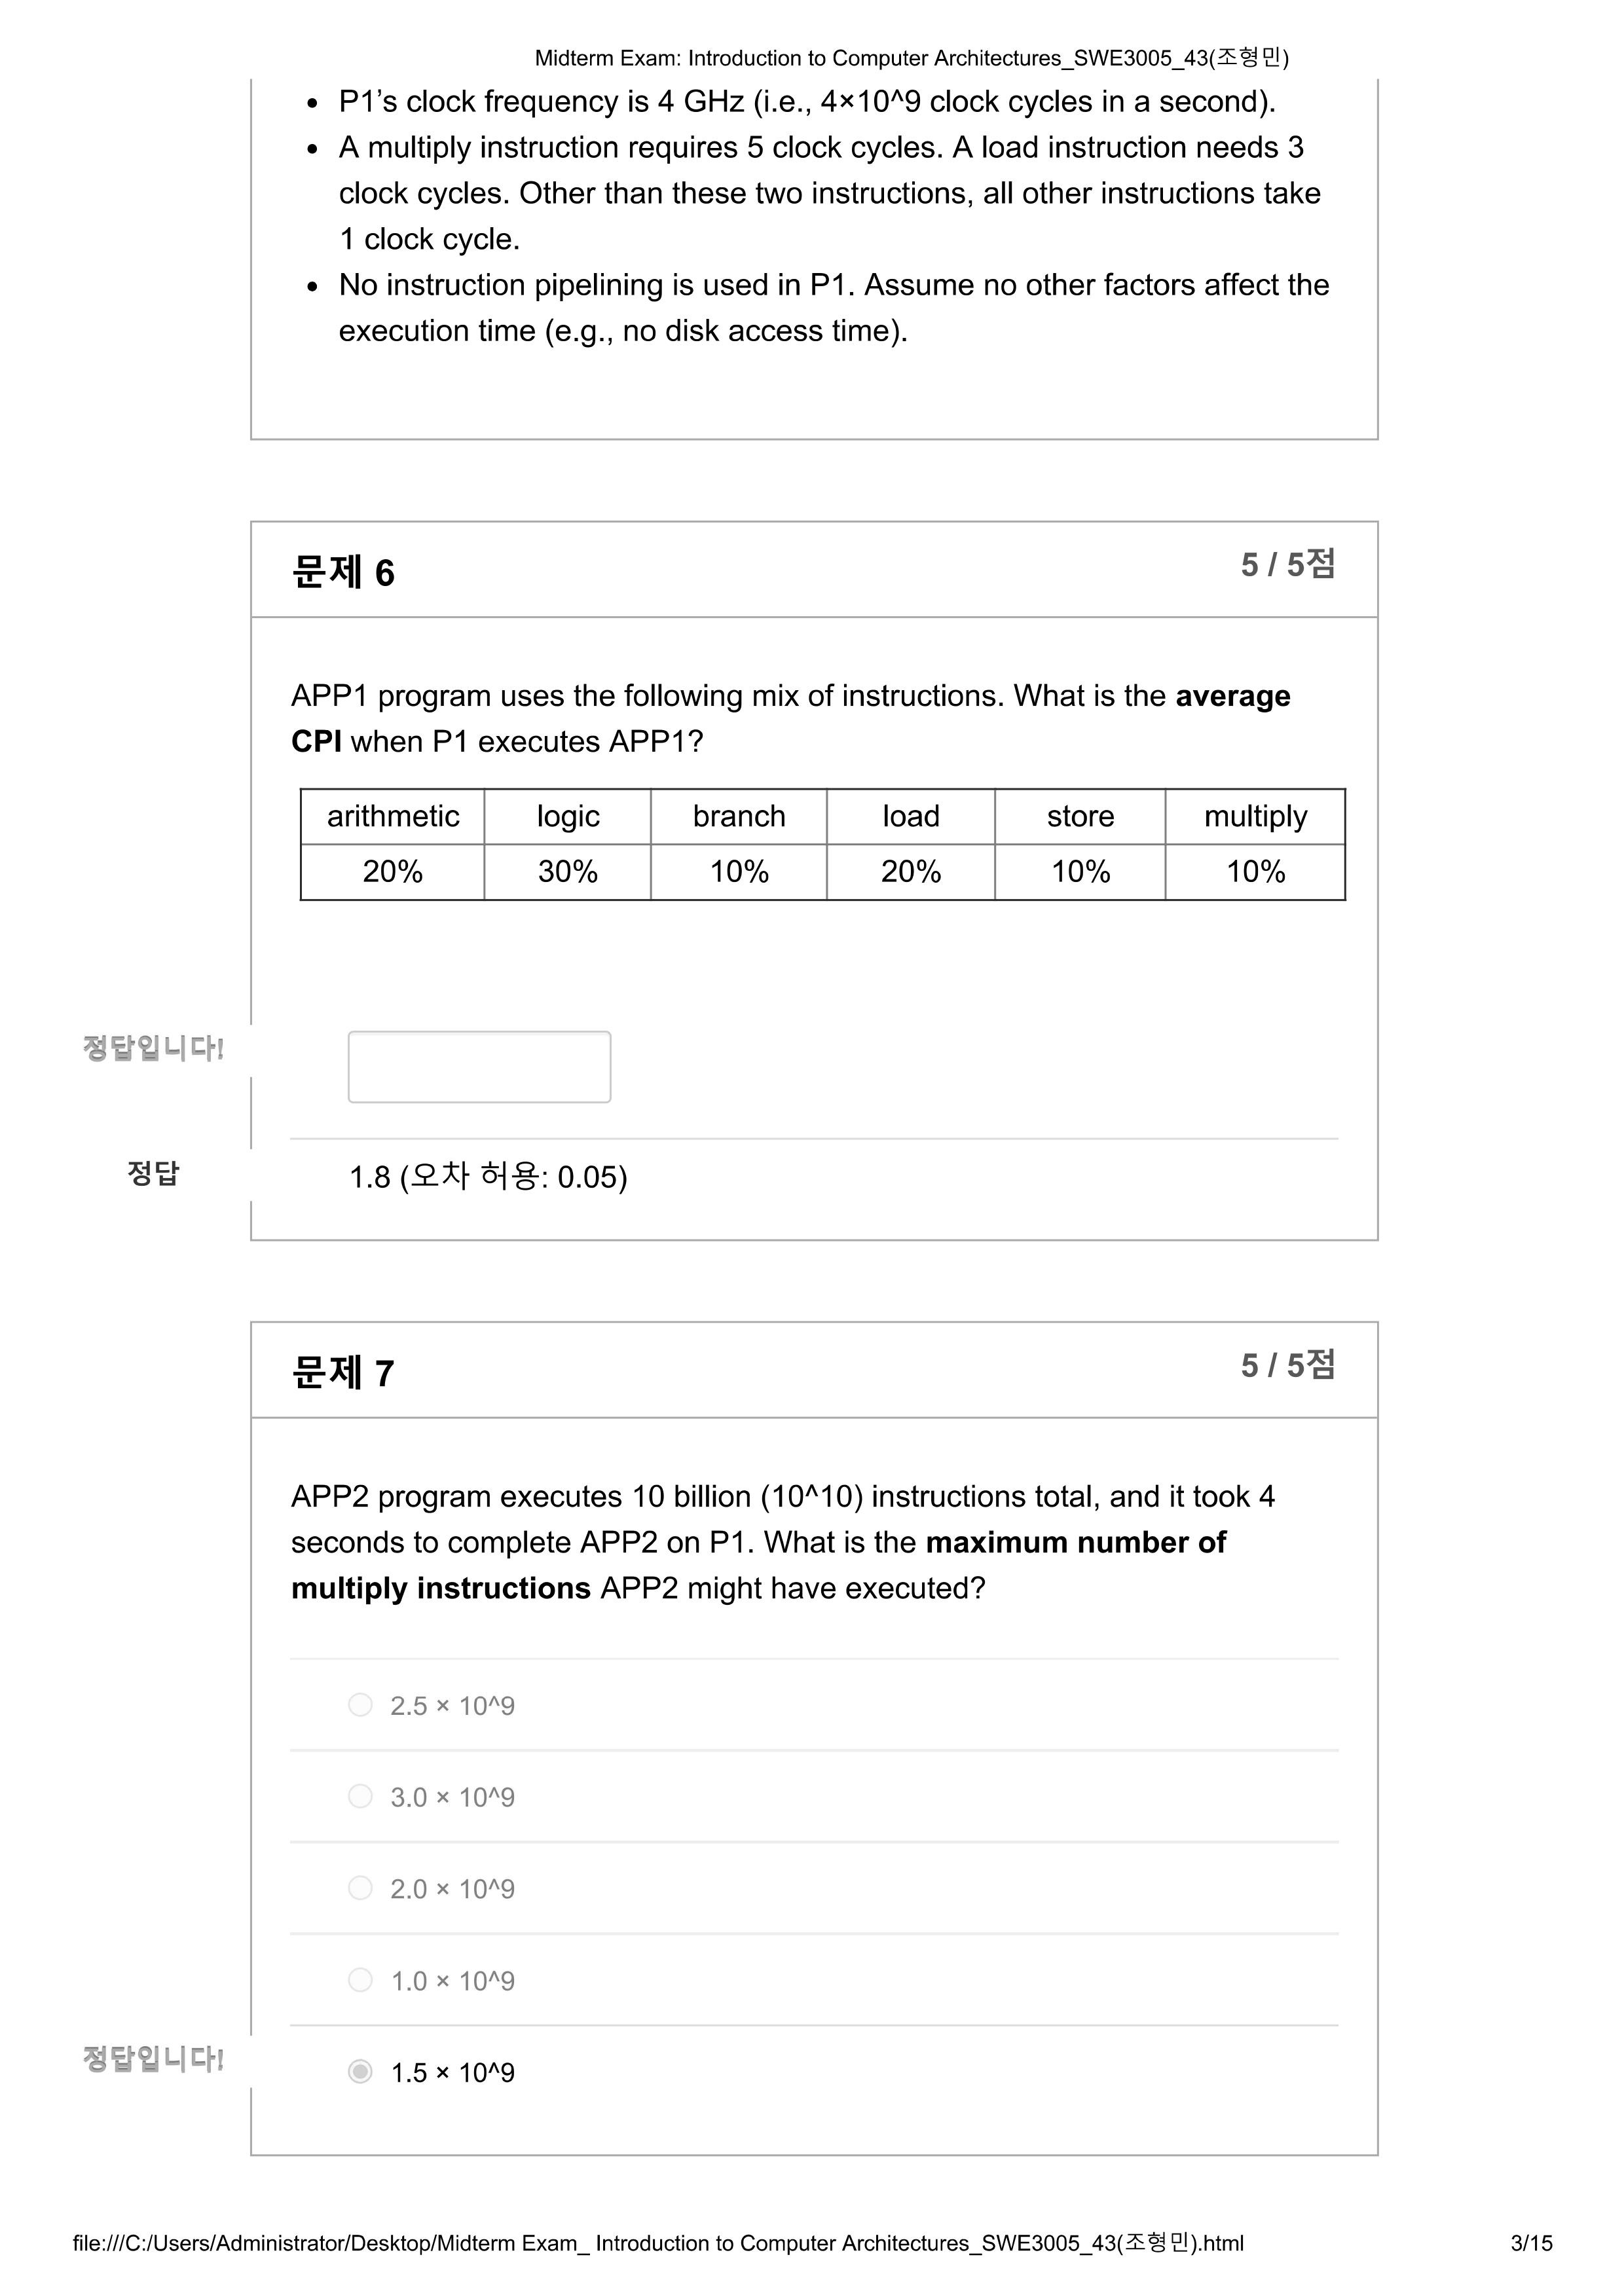 Midterm Exam: Introduction to Computer Architectures_SWE3005_43(조형민)
• P1’s clock frequency is 4 GHz (i.e., 4×10^9 clock cycles in a second).
• A multiply instruction requires 5 clock cycles. A load instruction needs 3
clock cycles. Other than these two instructions, all other instructions take
1 clock cycle.
• No instruction pipelining is used in P1. Assume no other factors affect the
execution time (e.g., no disk access time).
문제 6 5 / 5점
APP1 program uses the following mix of instructions. What is the average
CPI when P1 executes APP1?
arithmetic logic branch load store multiply
20% 30% 10% 20% 10% 10%
정답입니다!
정답 1.8 (오차 허용: 0.05)
문제 7 5 / 5점
APP2 program executes 10 billion (10^10) instructions total, and it took 4
seconds to complete APP2 on P1. What is the maximum number of
multiply instructions APP2 might have executed?
2.5 × 10^9
3.0 × 10^9
2.0 × 10^9
1.0 × 10^9
정답입니다! 1.5 × 10^9
file:///C:/Users/Administrator/Desktop/Midterm Exam_ Introduction to Computer Architectures_SWE3005_43(조형민).html 3/15